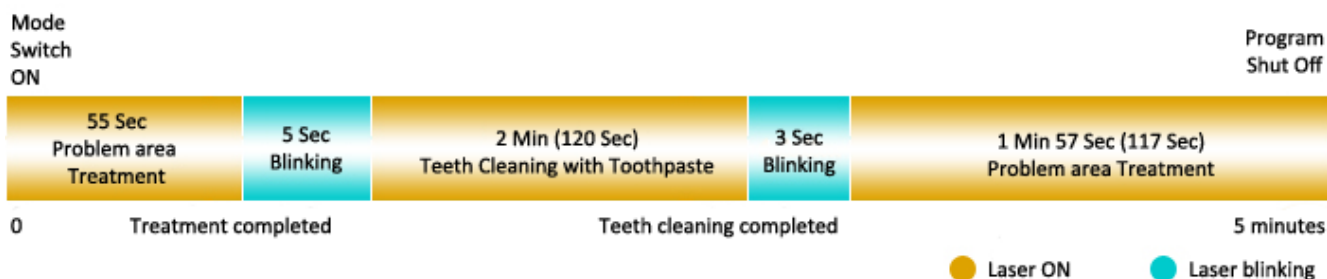 Mode
Switch
ON
Program
Shut Off
55 Sec
Problem area
Treatment
5 Sec
Blinking
2 Min (120 Sec)
Teeth Cleaning with Toothpaste
3 Sec
Blinking
1 Min 57 Sec (117 Sec)
Problem area Treatment
0
Treatment completed
Teeth cleaning completed
5 minutes
Laser ON
Laser blinking